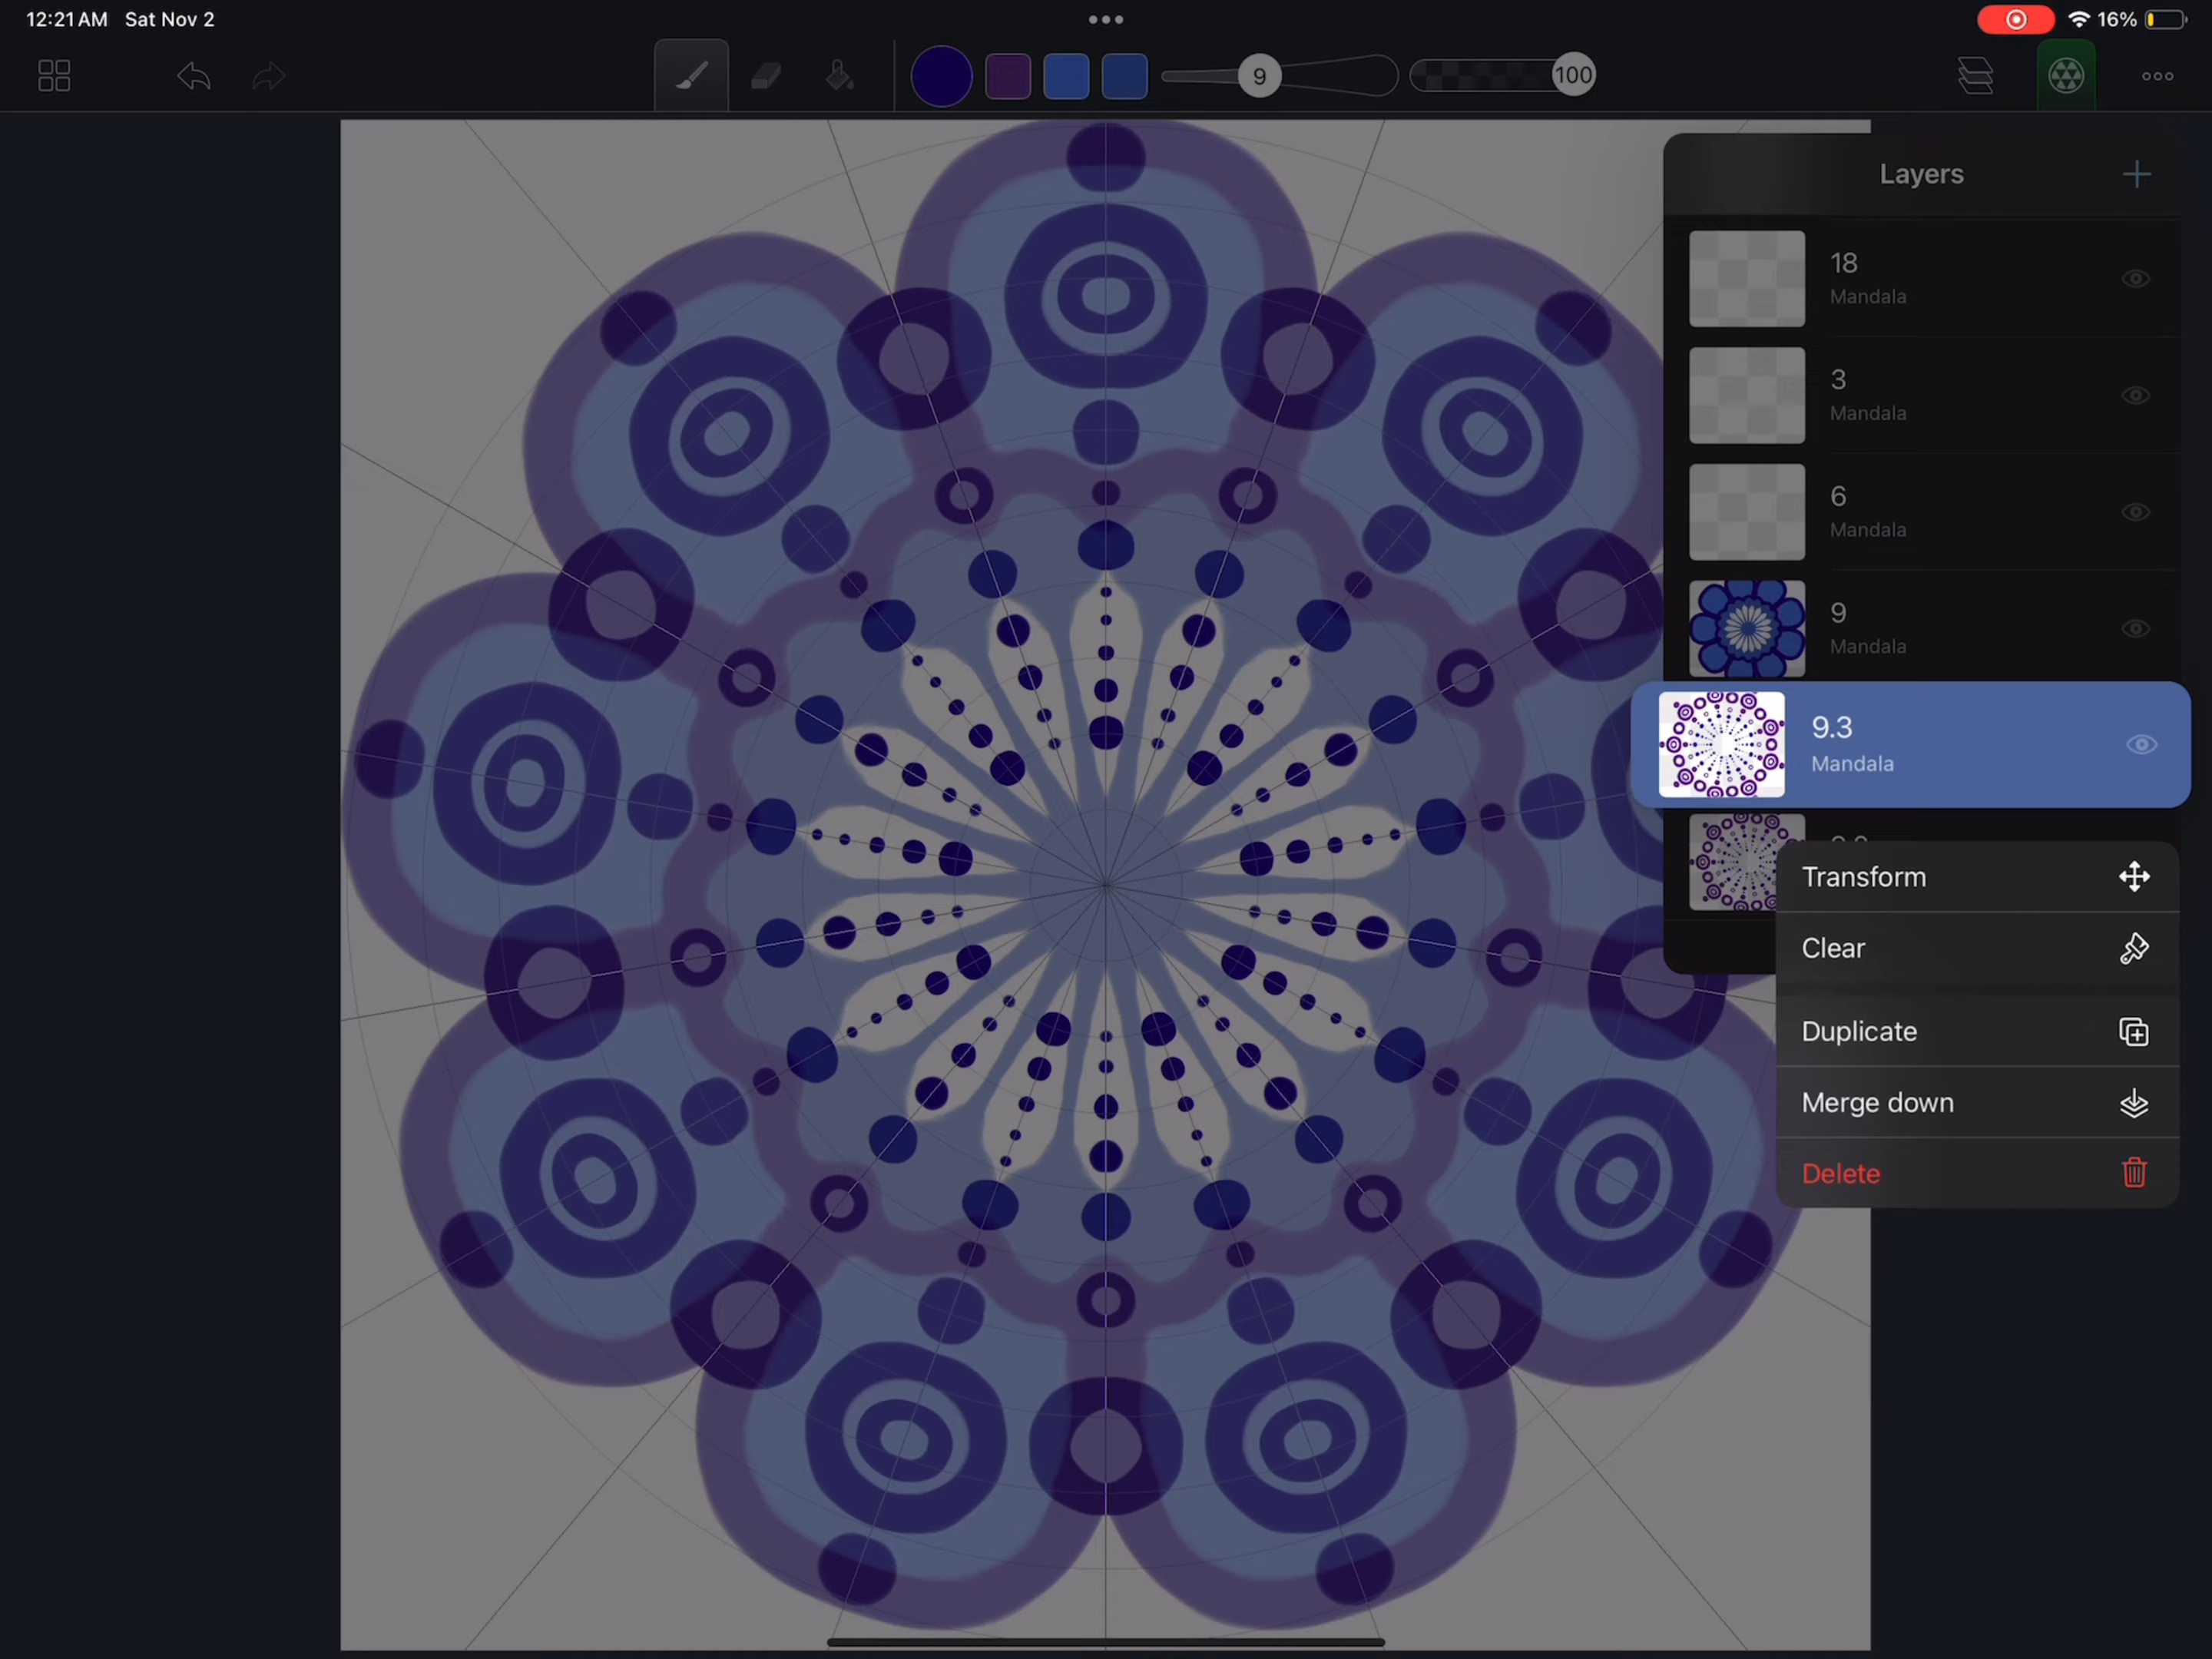 12:21 AM Sat Nov 2
16%
9
100
Layers
18
Mandala
3
Mandala
6
Mandala
9
Mandala
9.3
Mandala
Transform
Clear
Duplicate
Merge down
Delete